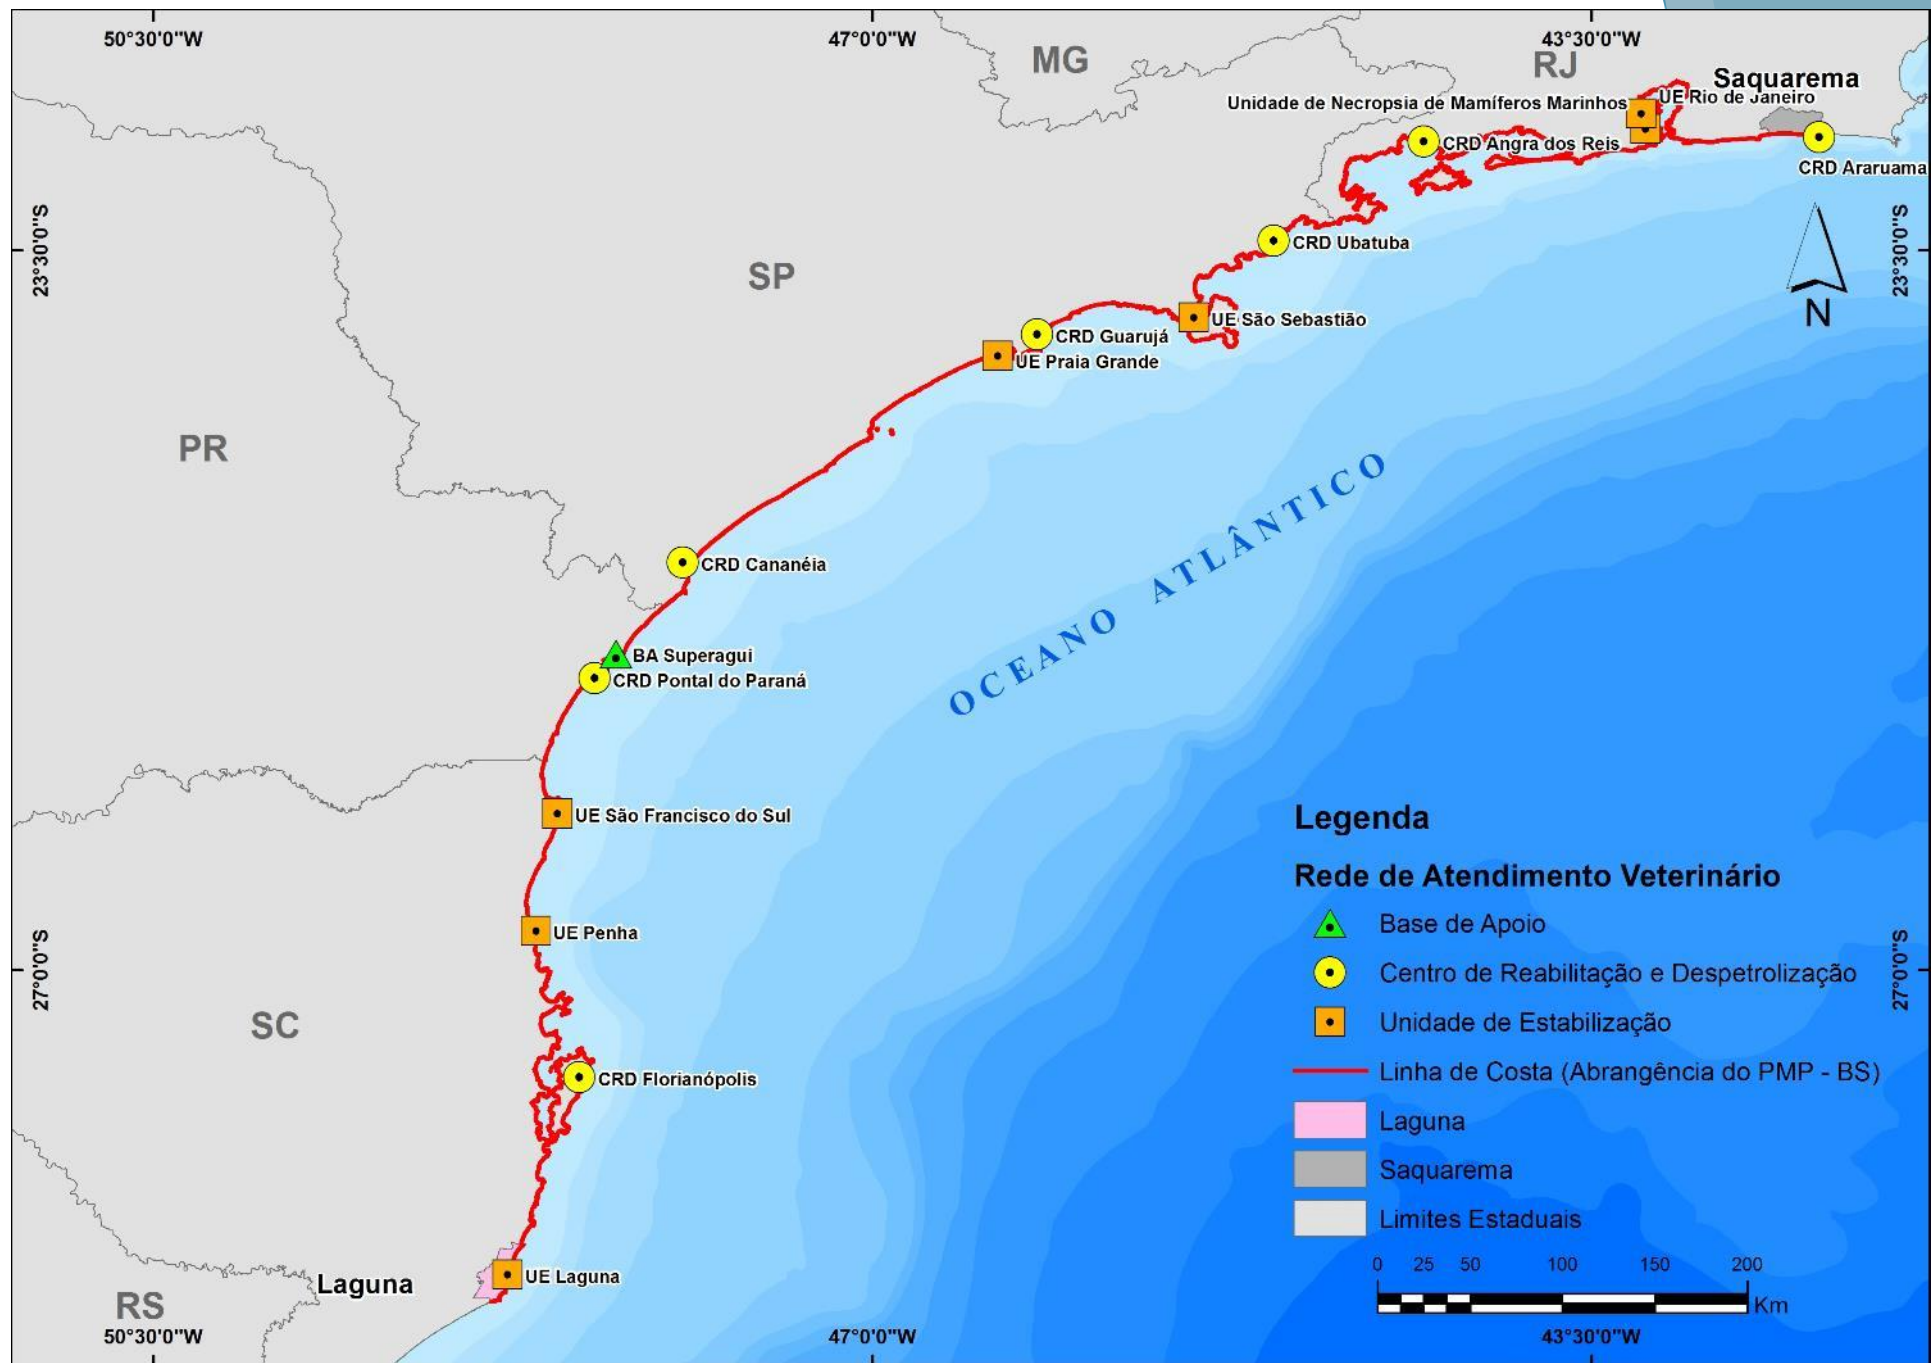 50°30'0"W
47°0'0"W
43°30'0"W
MG
RJ
Saquarema
Unidade de Necropsia de Mamíferos Marinhos
UE Rio de Janeiro
CRD Angra dos Reis
CRD Araruama
23°30'0"S
23°30'0"S
CRD Ubatuba
SP
N
UE São Sebastião
CRD Guarujá
UE Praia Grande
PR
OCEANO ATLÂNTICO
CRD Cananéia
BA Superagui
CRD Pontal do Paraná
UE São Francisco do Sul
UE Penha
27°0'0"S
27°0'0"S
SC
CRD Florianópolis
UE Laguna
Laguna
RS
Legenda
Rede de Atendimento Veterinário
Base de Apoio
Centro de Reabilitação e Despetrolização
Unidade de Estabilização
Linha de Costa (Abrangência do PMP - BS)
Laguna
Saquarema
Limites Estaduais
0 25 50 100 150 200
Km
50°30'0"W
47°0'0"W
43°30'0"W